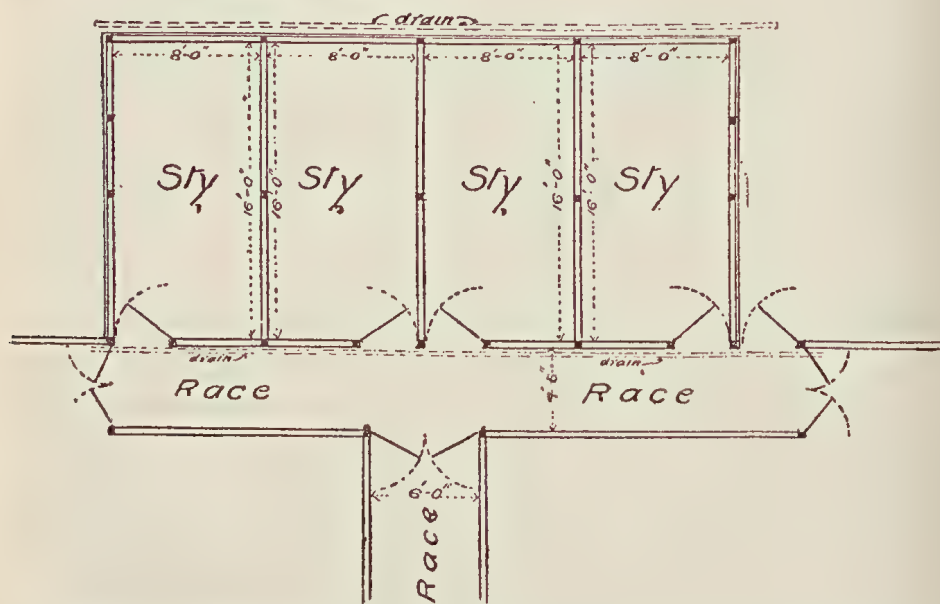 drain
8'-0" 8'-0" 8'-0" 8'-0"
Sty Sty Sty Sty
16'-0" 16'-0" 16'-0" 16'-0"
drain drain
Race Race
4'-6"
6'-0"
Race